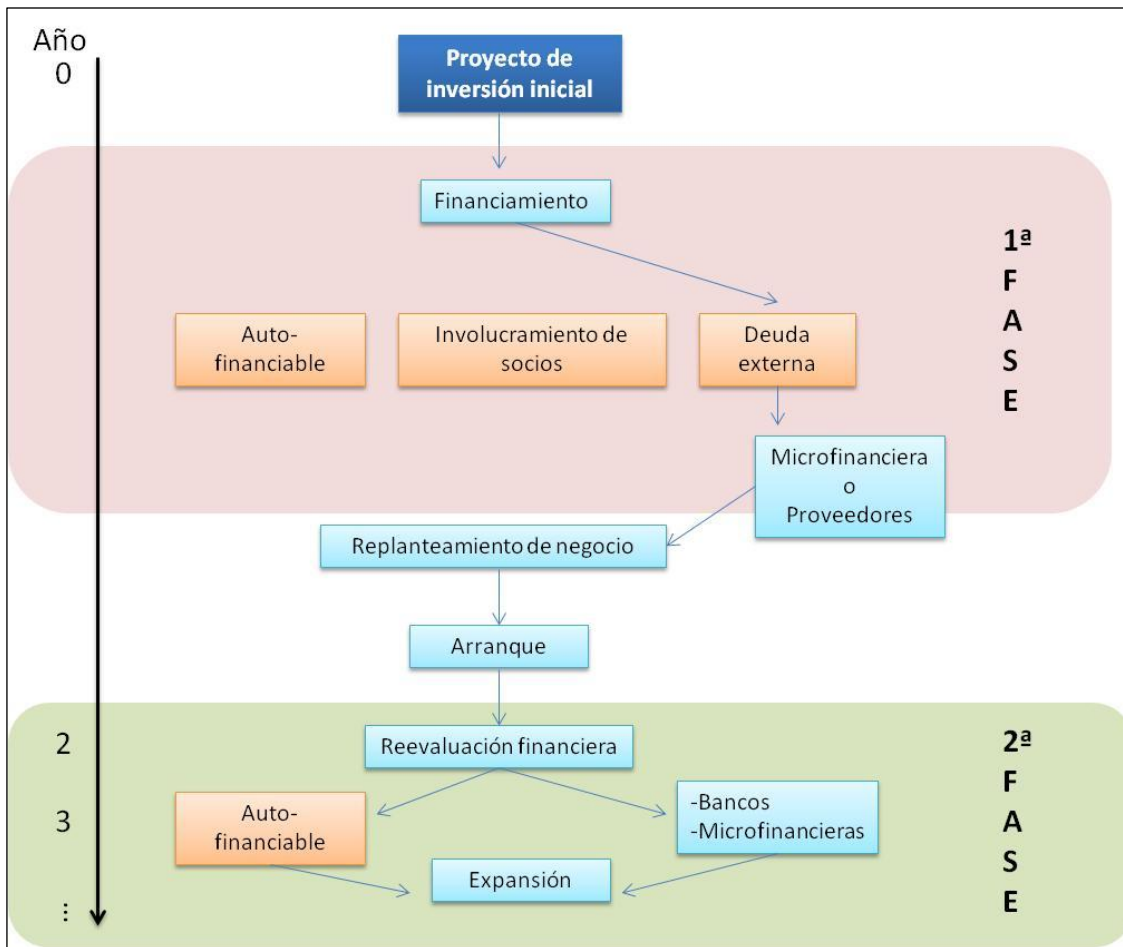 Año
0
Proyecto de
inversión inicial
Financiamiento
1ª
F
A
S
E
Auto-
financiable
Involucramiento de
socios
Deuda
externa
Microfinanciera
o
Proveedores
Replanteamiento de negocio
Arranque
2
Reevaluación financiera
2ª
F
A
S
E
3
Auto-
financiable
-Bancos
-Microfinancieras
Expansión
...